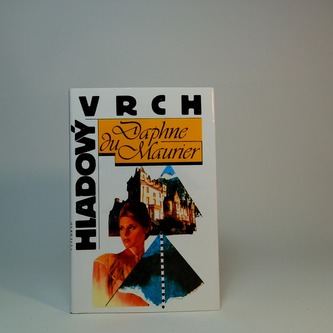 HLADOVÝ
VRCH
Daphne
du Maurier